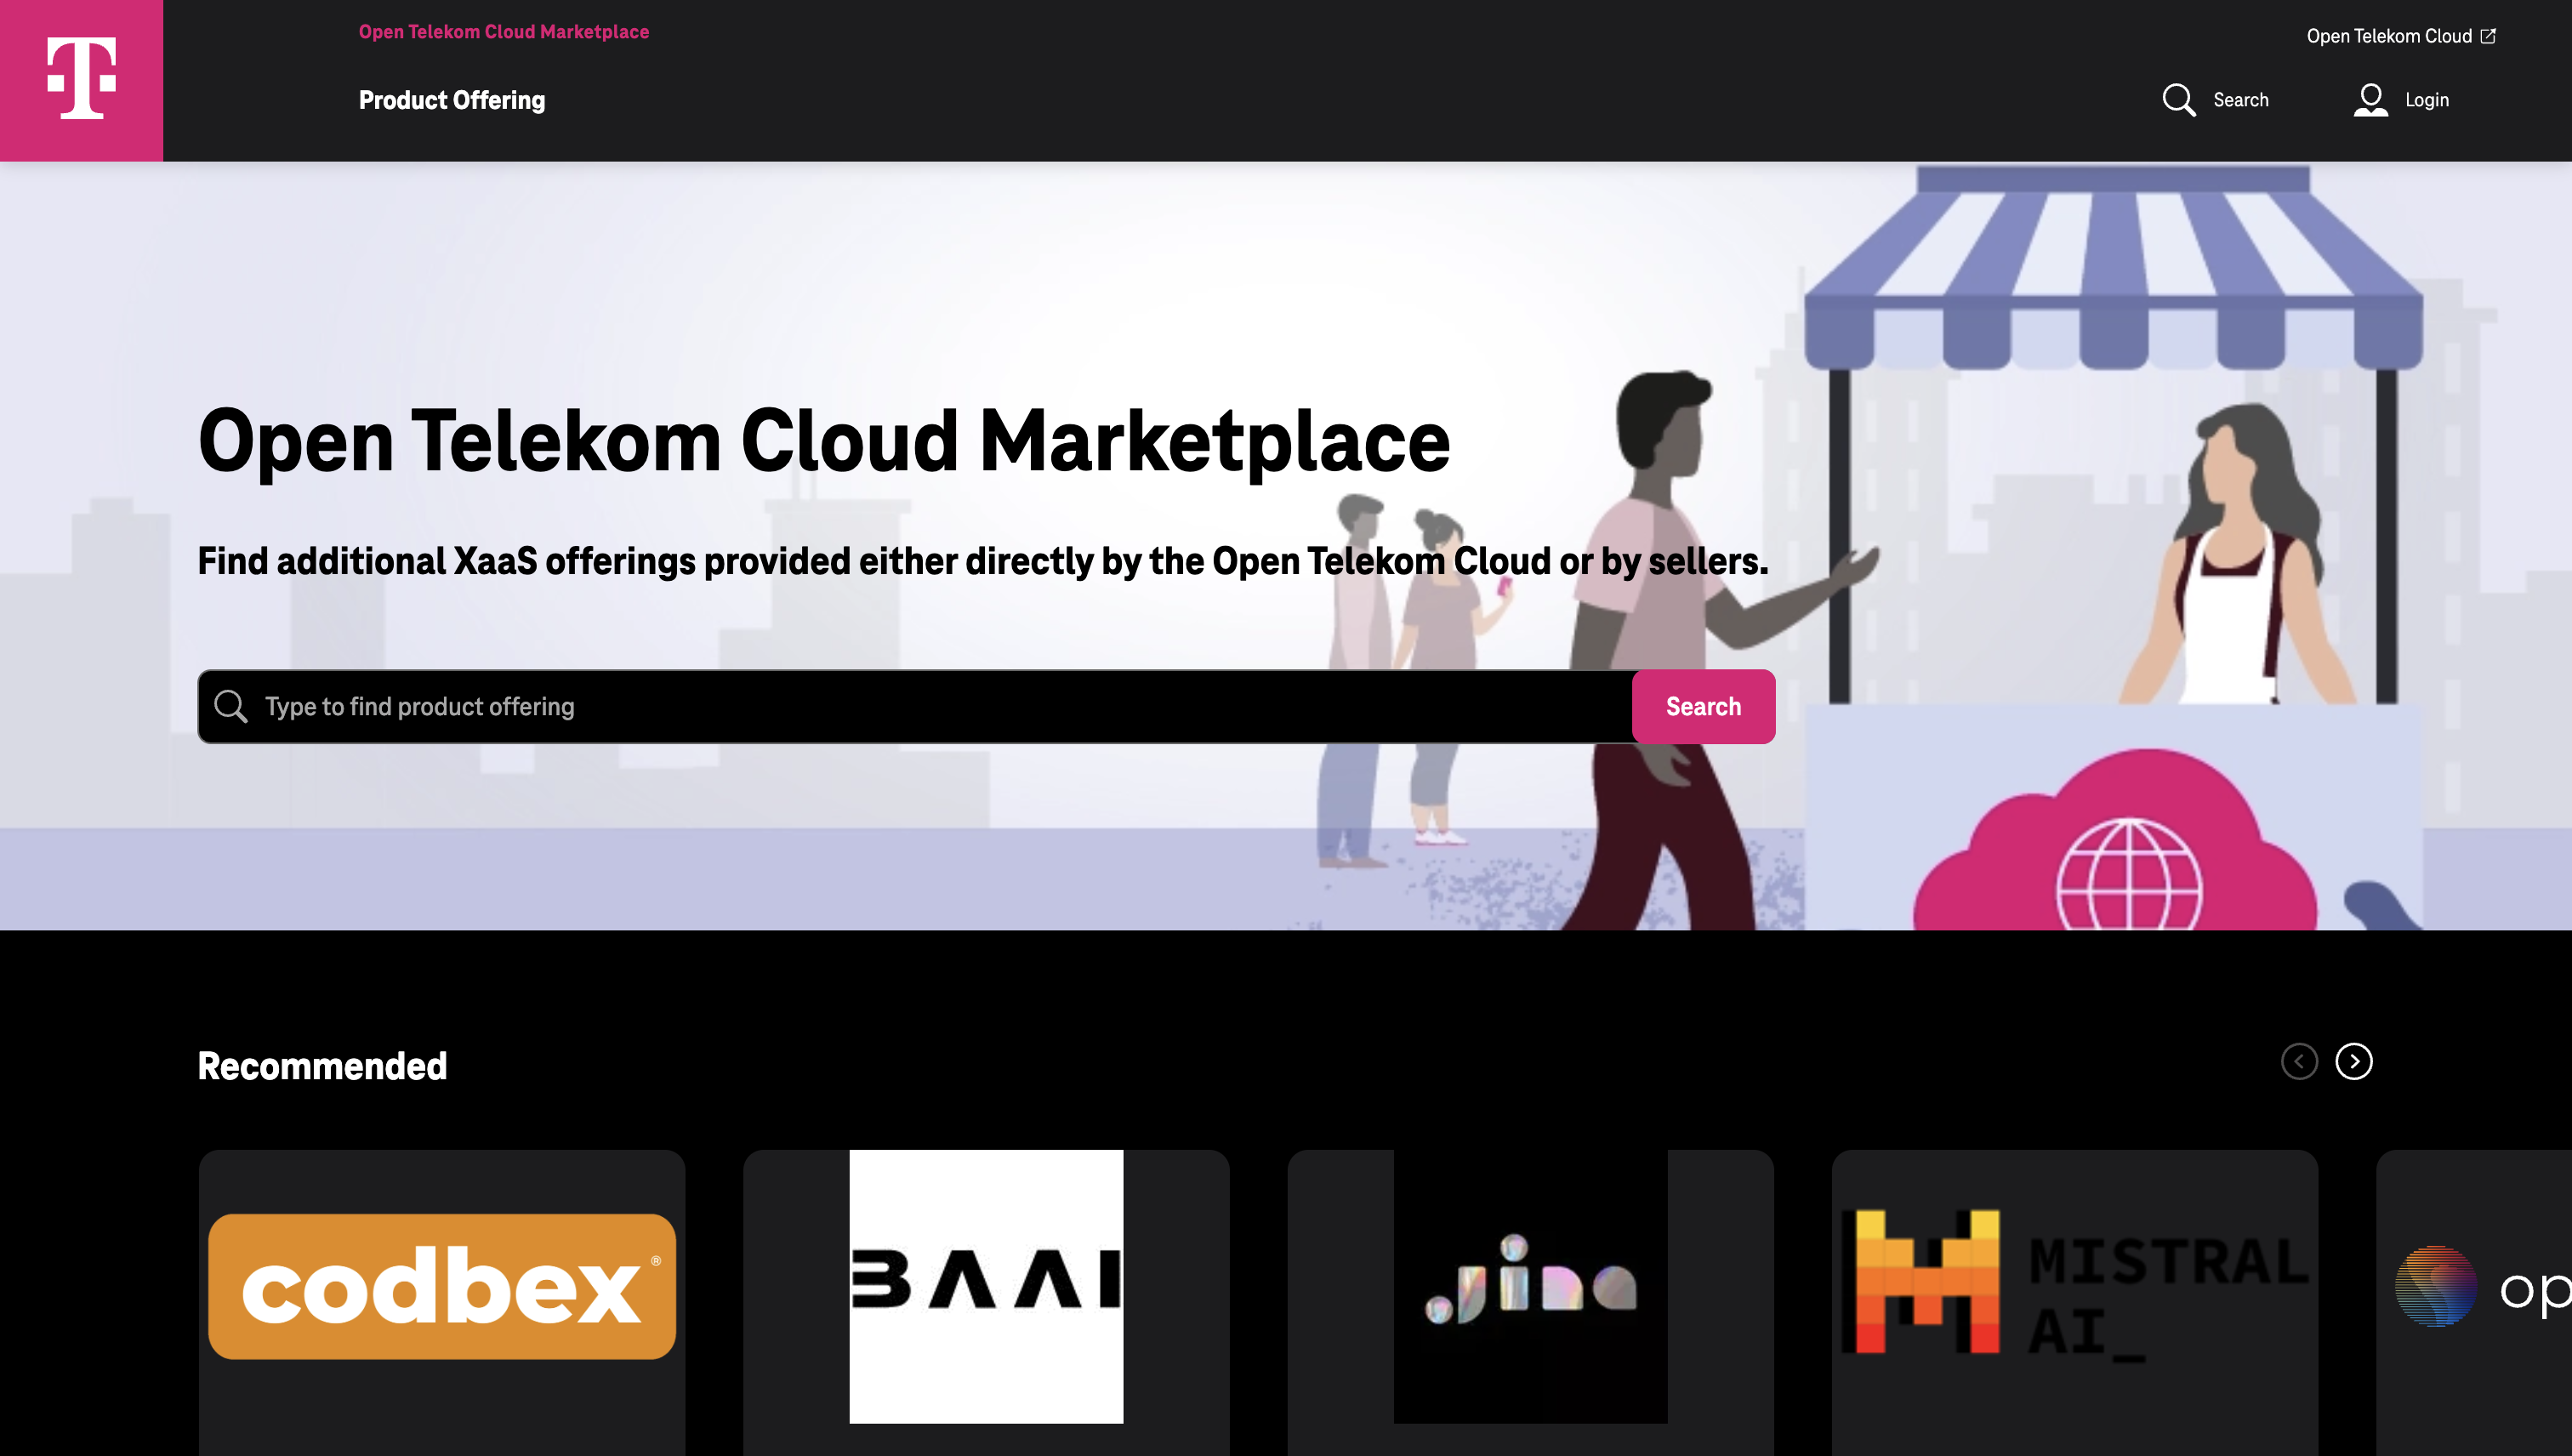 Open Telekom Cloud Marketplace
Open Telekom Cloud
Product Offering
Search
Login
Open Telekom Cloud Marketplace
Find additional XaaS offerings provided either directly by the Open Telekom Cloud or by sellers.
Type to find product offering
Search
Recommended
codbex®
BAAI
jina
MISTRAL
AI_
op